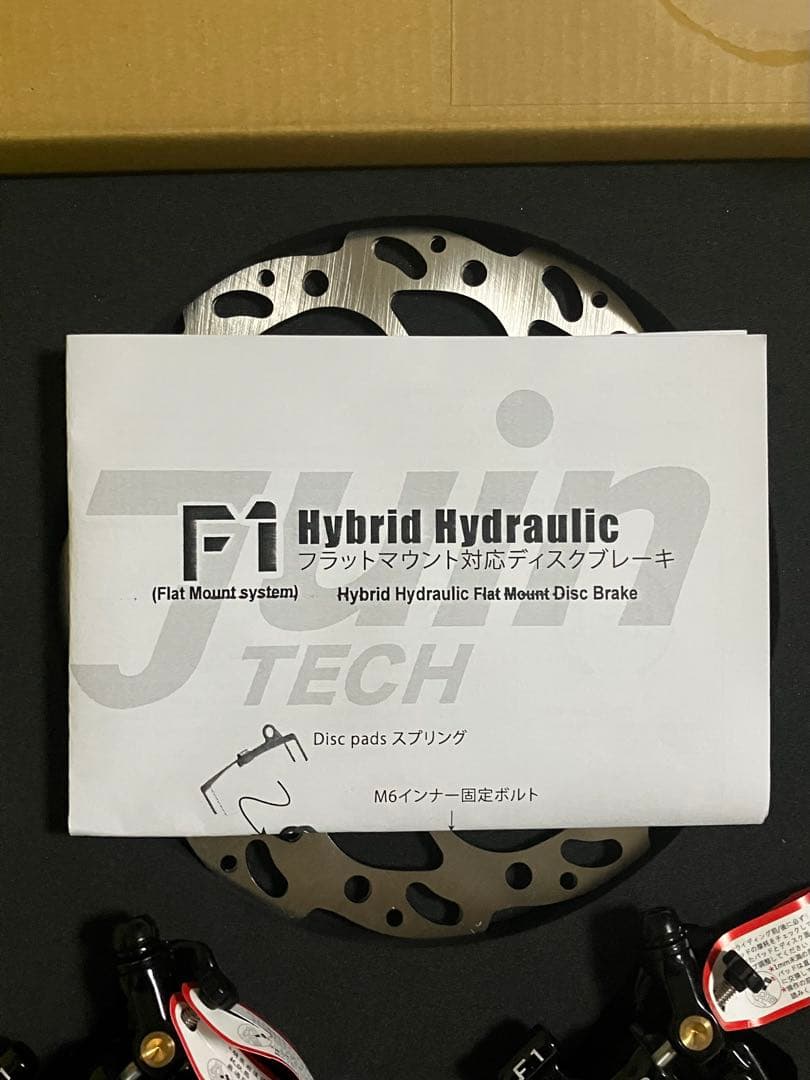 Juin
TECH
F1 Hybrid Hydraulic
フラットマウント対応ディスクブレーキ
(Flat Mount system) Hybrid Hydraulic Flat Mount Disc Brake
Disc pads スプリング
M6インナー固定ボルト
F1